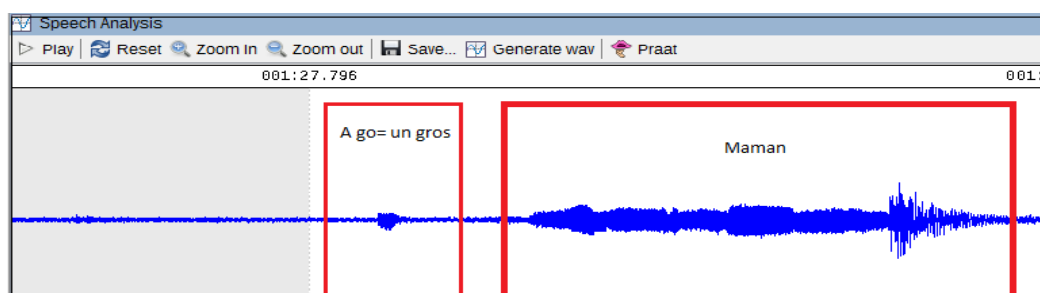 Speech Analysis
Play Reset Zoom In Zoom out Save... Generate wav Praat
001:27.796 001:
A go= un gros
Maman